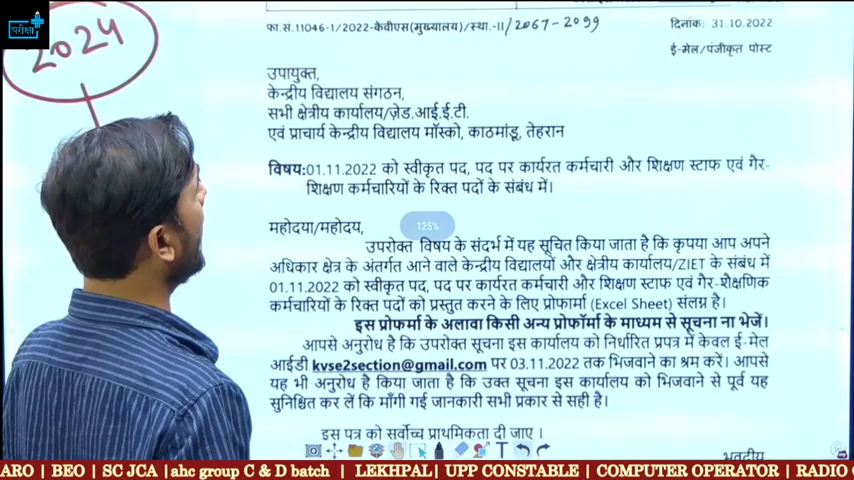 परीक्षा
2024
फा.सं.11046-1/2022-केवीएस(मुख्यालय)/स्था.-II/2067-2099
दिनांक: 31.10.2022
ई-मेल/पंजीकृत पोस्ट
उपायुक्त,
केन्द्रीय विद्यालय संगठन,
सभी क्षेत्रीय कार्यालय/ज़ेड.आई.ई.टी.
एवं प्राचार्य केन्द्रीय विद्यालय मॉस्को, काठमांडू, तेहरान
विषय:01.11.2022 को स्वीकृत पद, पद पर कार्यरत कर्मचारी और शिक्षण स्टाफ एवं गैर-
शिक्षण कर्मचारियों के रिक्त पदों के संबंध में।
महोदया/महोदय,
125%
उपरोक्त विषय के संदर्भ में यह सूचित किया जाता है कि कृपया आप अपने
अधिकार क्षेत्र के अंतर्गत आने वाले केन्द्रीय विद्यालयों और क्षेत्रीय कार्यालय/ZIET के संबंध में
01.11.2022 को स्वीकृत पद, पद पर कार्यरत कर्मचारी और शिक्षण स्टाफ एवं गैर-शैक्षणिक
कर्मचारियों के रिक्त पदों को प्रस्तुत करने के लिए प्रोफार्मा (Excel Sheet) संलग्न है।
इस प्रोफर्मा के अलावा किसी अन्य प्रोफॉर्मा के माध्यम से सूचना ना भेजें।
आपसे अनुरोध है कि उपरोक्त सूचना इस कार्यालय को निर्धारित प्रपत्र में केवल ई-मेल
आईडी kvse2section@gmail.com पर 03.11.2022 तक भिजवाने का श्रम करें। आपसे
यह भी अनुरोध है किया जाता है कि उक्त सूचना इस कार्यालय को भिजवाने से पूर्व यह
सुनिश्चित कर लें कि माँगी गई जानकारी सभी प्रकार से सही है।
इस पत्र को सर्वोच्च प्राथमिकता दी जाए ।
भवदीय
ARO | BEO | SC JCA |ahc group C & D batch | LEKHPAL| UPP CONSTABLE | COMPUTER OPERATOR | RADIO